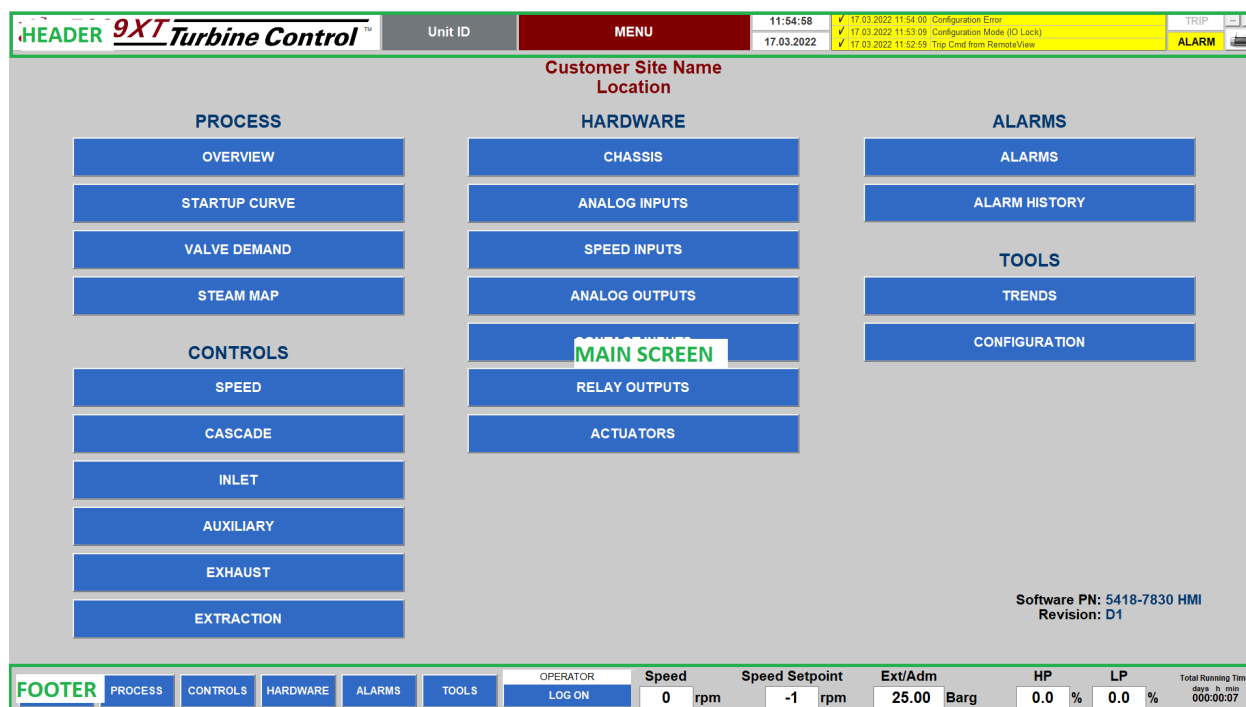 HEADER 9XT Turbine Control ™
Unit ID
MENU
11:54:58
17.03.2022
17.03.2022 11:54:00 Configuration Error
17.03.2022 11:53:09 Configuration Mode (IO Lock)
17.03.2022 11:52:59 Trip Cmd from RemoteView
TRIP
ALARM
Customer Site Name
Location
PROCESS
OVERVIEW
STARTUP CURVE
VALVE DEMAND
STEAM MAP
CONTROLS
SPEED
CASCADE
INLET
AUXILIARY
EXHAUST
EXTRACTION
HARDWARE
CHASSIS
ANALOG INPUTS
SPEED INPUTS
ANALOG OUTPUTS
MAIN SCREEN
RELAY OUTPUTS
ACTUATORS
ALARMS
ALARMS
ALARM HISTORY
TOOLS
TRENDS
CONFIGURATION
Software PN: 5418-7830 HMI
Revision: D1
FOOTER
PROCESS
CONTROLS
HARDWARE
ALARMS
TOOLS
OPERATOR
LOG ON
Speed
0 rpm
Speed Setpoint
-1 rpm
Ext/Adm
25.00 Barg
HP
0.0 %
LP
0.0 %
Total Running Time
days h min
000:00:07